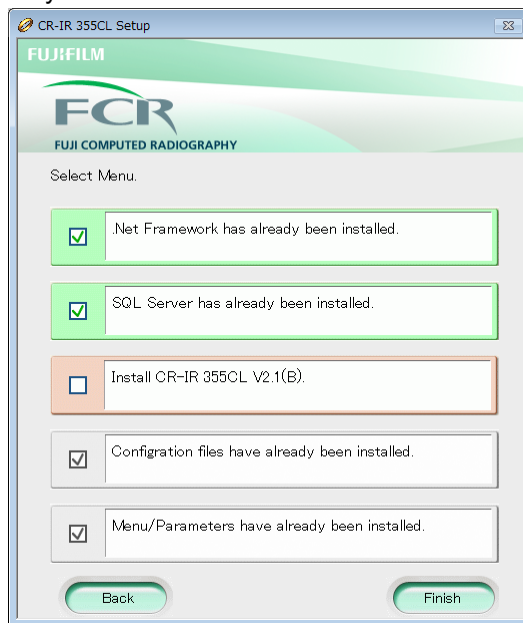 CR-IR 355CL Setup
FUJIFILM
FCR
FUJI COMPUTED RADIOGRAPHY
Select Menu.
.Net Framework has already been installed.
SQL Server has already been installed.
Install CR-IR 355CL V2.1(B).
Configration files have already been installed.
Menu/Parameters have already been installed.
Back
Finish